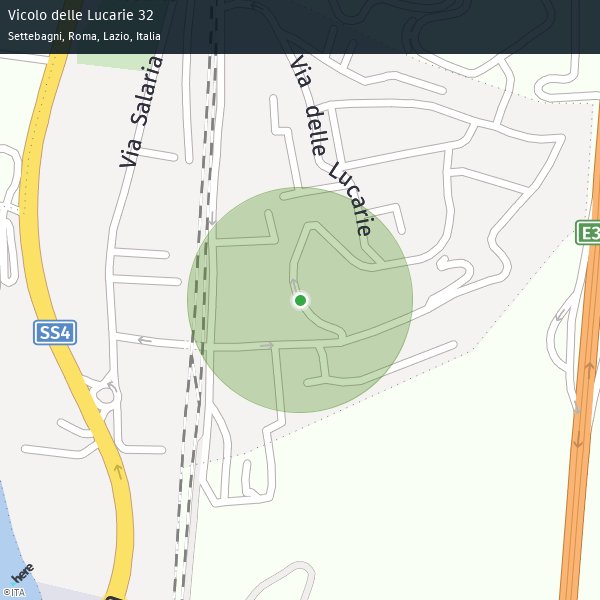 Vicolo delle Lucarie 32
Settebagni, Roma, Lazio, Italia
Via Salaria
Via delle Lucarie
E3
SS4
here
©ITA